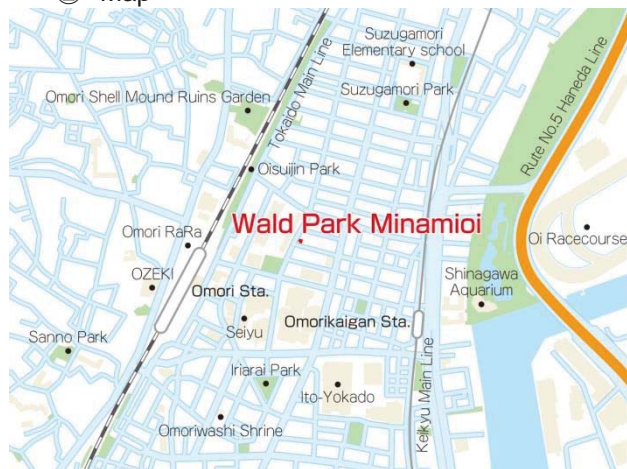 Map
Suzugamori
Elementary school
Omori Shell Mound Ruins Garden
Tokaido Main Line
Suzugamori Park
Rute No.5 Haneda Line
Oisuijin Park
Wald Park Minamioi
Omori RaRa
Oi Racecourse
OZEKI
Shinagawa
Aquarium
Omori Sta.
Omorikaigan Sta.
Seiyu
Sanno Park
Iriarai Park
Ito-Yokado
Keikyu Main Line
Omoriwashi Shrine